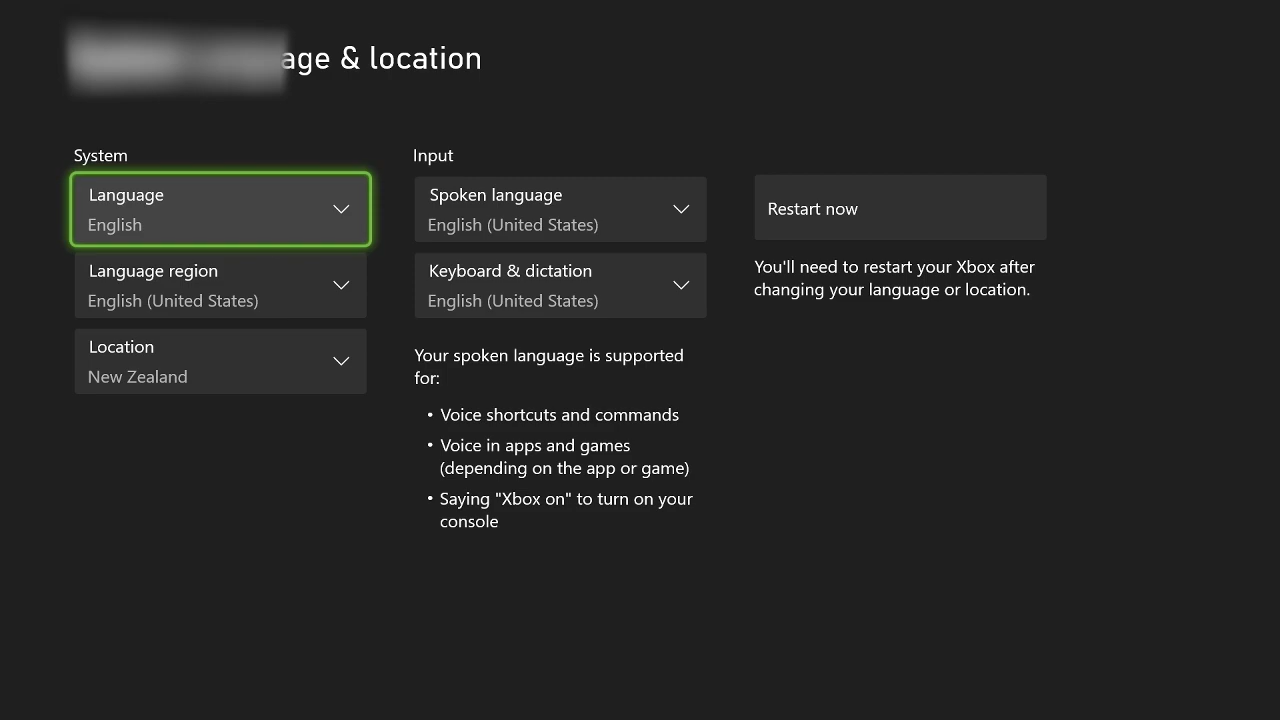 age & location
System
Language
English
Language region
English (United States)
Location
New Zealand
Input
Spoken language
English (United States)
Keyboard & dictation
English (United States)
Your spoken language is supported
for:
• Voice shortcuts and commands
• Voice in apps and games
(depending on the app or game)
• Saying "Xbox on" to turn on your
console
Restart now
You'll need to restart your Xbox after
changing your language or location.